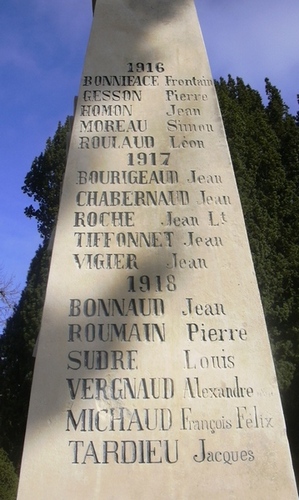 1916
BONNIFACE Frontain
GESSON Pierre
HOMON Jean
MOREAU Simon
ROULAUD Léon
1917
BOURIGEAUD Jean
CHABERNAUD Jean
ROCHE Jean Lt
TIFFONNET Jean
VIGIER Jean
1918
BONNAUD Jean
ROUMAIN Pierre
SUDRE Louis
VERGNAUD Alexandre
MICHAUD François Félix
TARDIEU Jacques